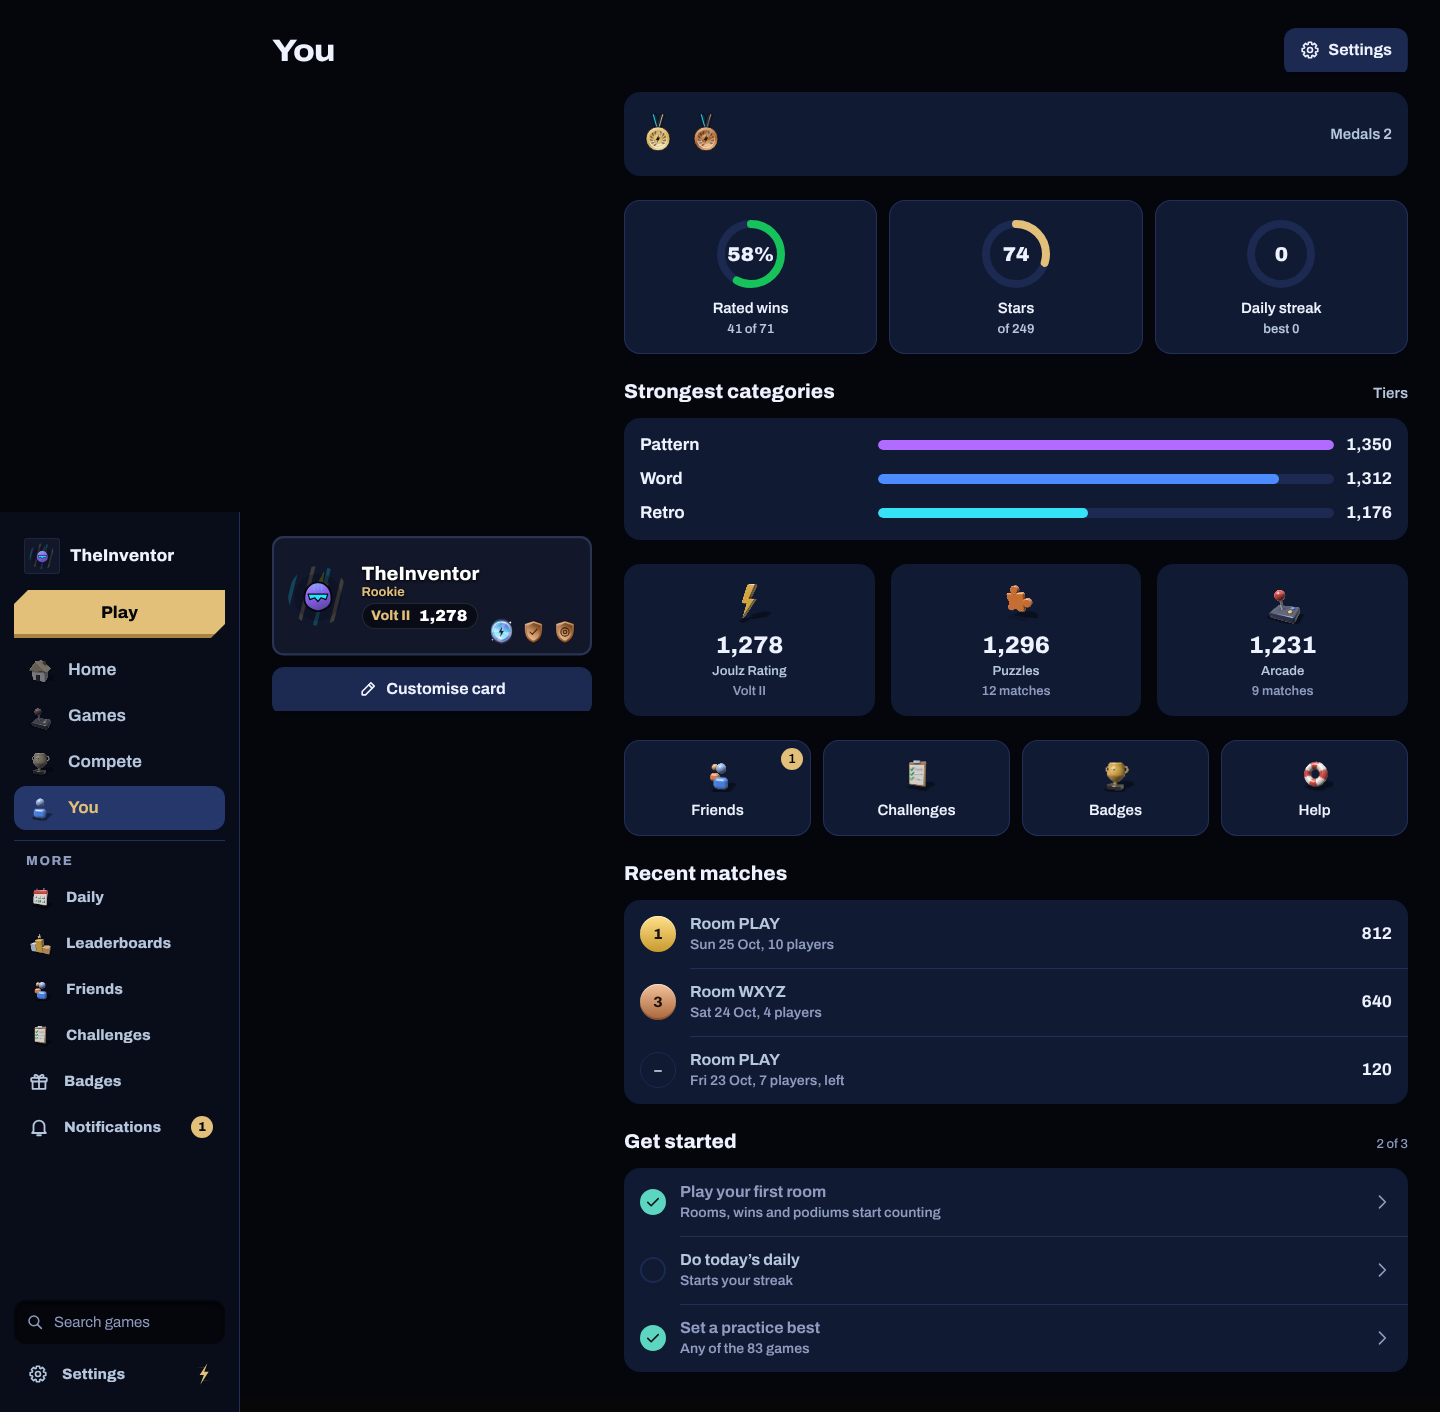 You
Settings
Medals 2
58%
Rated wins
41 of 71
74
Stars
of 249
0
Daily streak
best 0
Strongest categories
Tiers
Pattern
1,350
Word
1,312
Retro
1,176
TheInventor
Play
Home
Games
Compete
You
MORE
Daily
Leaderboards
Friends
Challenges
Badges
Notifications
1
Search games
Settings
TheInventor
Rookie
Volt II 1,278
Customise card
1,278
Joulz Rating
Volt II
1,296
Puzzles
12 matches
1,231
Arcade
9 matches
1
Friends
Challenges
Badges
Help
Recent matches
1
Room PLAY
Sun 25 Oct, 10 players
812
3
Room WXYZ
Sat 24 Oct, 4 players
640
–
Room PLAY
Fri 23 Oct, 7 players, left
120
Get started
2 of 3
Play your first room
Rooms, wins and podiums start counting
Do today’s daily
Starts your streak
Set a practice best
Any of the 83 games